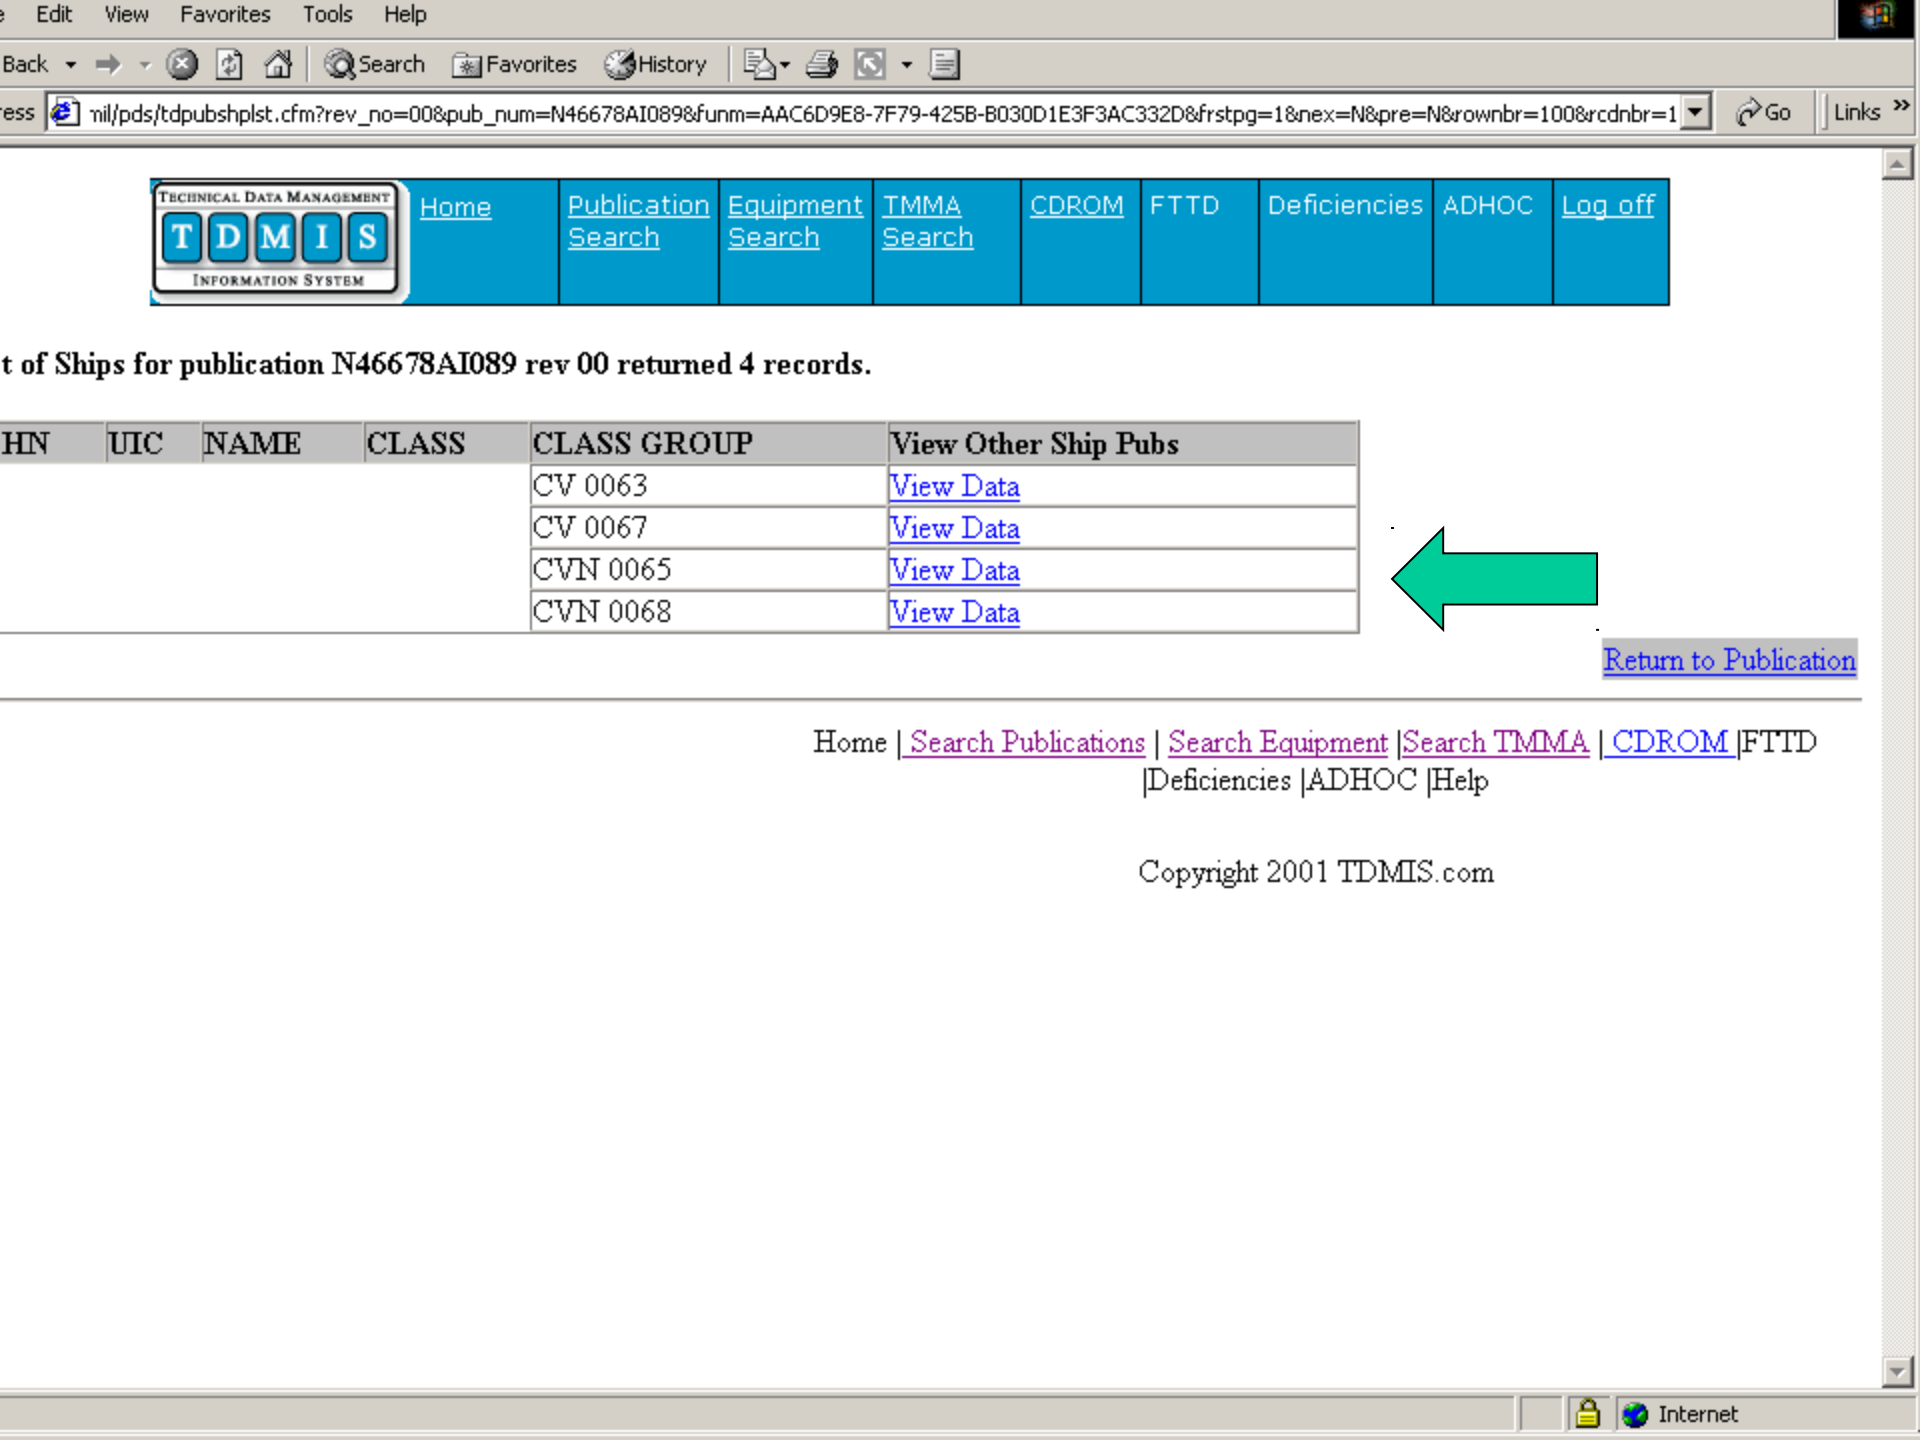 Edit View Favorites Tools Help
Back Search Favorites History
ress nil/pds/tdpubshplst.cfm?rev_no=00&pub_num=N46678AI089&funm=AAC6D9E8-7F79-425B-B030D1E3F3AC332D&frstpg=1&nex=N&pre=N&rownbr=100&rcdnbr=1 Go Links »
TECHNICAL DATA MANAGEMENT
TDMIS
INFORMATION SYSTEM
Home
Publication
Search
Equipment
Search
TMMA
Search
CDROM
FTTD
Deficiencies
ADHOC
Log off
t of Ships for publication N46678AI089 rev 00 returned 4 records.
HN UIC NAME CLASS CLASS GROUP View Other Ship Pubs
CV 0063 View Data
CV 0067 View Data
CVN 0065 View Data
CVN 0068 View Data
Return to Publication
Home | Search Publications | Search Equipment |Search TMMA | CDROM |FTTD
|Deficiencies |ADHOC |Help
Copyright 2001 TDMIS.com
Internet